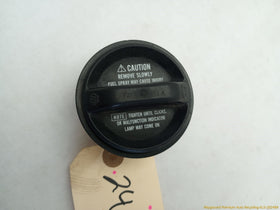 ⚠ CAUTION
REMOVE SLOWLY
FUEL SPRAY MAY CAUSE INJURY
NOTE TIGHTEN UNTIL CLICKS,
OR MALFUNCTION INDICATOR
LAMP MAY COME ON
24